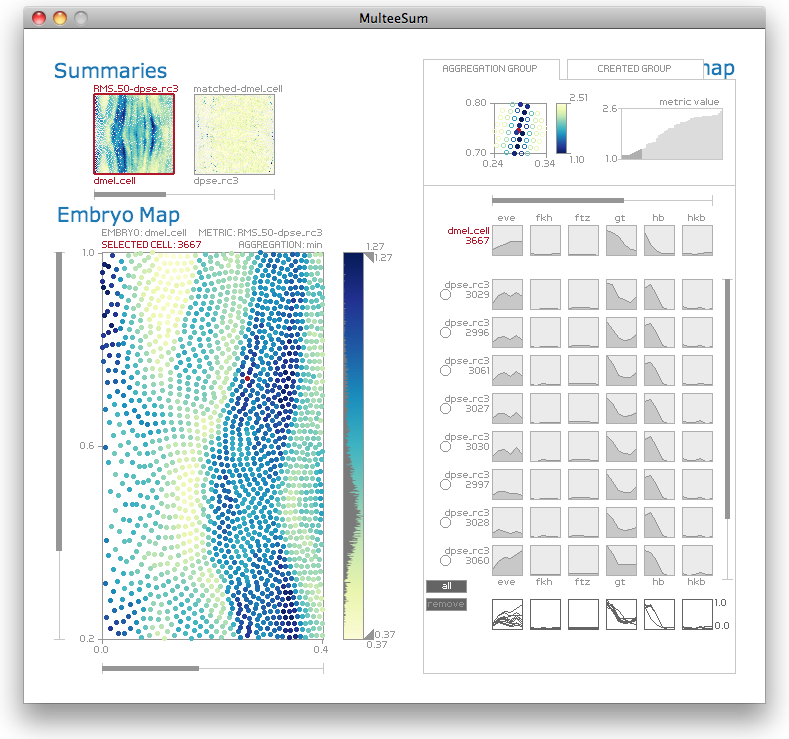 MulteeSum
Summaries
RMS_50-dpse_rc3 matched-dmel_cell
dmel_cell dpse_rc3
Embryo Map
EMBRYO: dmel_cell METRIC: RMS_50-dpse_rc3
SELECTED CELL: 3667 AGGREGATION: min
1.0
0.6
0.2
0.0 0.4
1.27
1.27
0.37
0.37
AGGREGATION GROUP CREATED GROUP map
0.80
0.70
0.24 0.34
2.51
1.10
metric value
2.6
1.0
eve fkh ftz gt hb hkb
dmel_cell
3667
dpse_rc3
3029
dpse_rc3
2996
dpse_rc3
3061
dpse_rc3
3027
dpse_rc3
3030
dpse_rc3
2997
dpse_rc3
3028
dpse_rc3
3060
all
eve fkh ftz gt hb hkb
remove
1.0
0.0